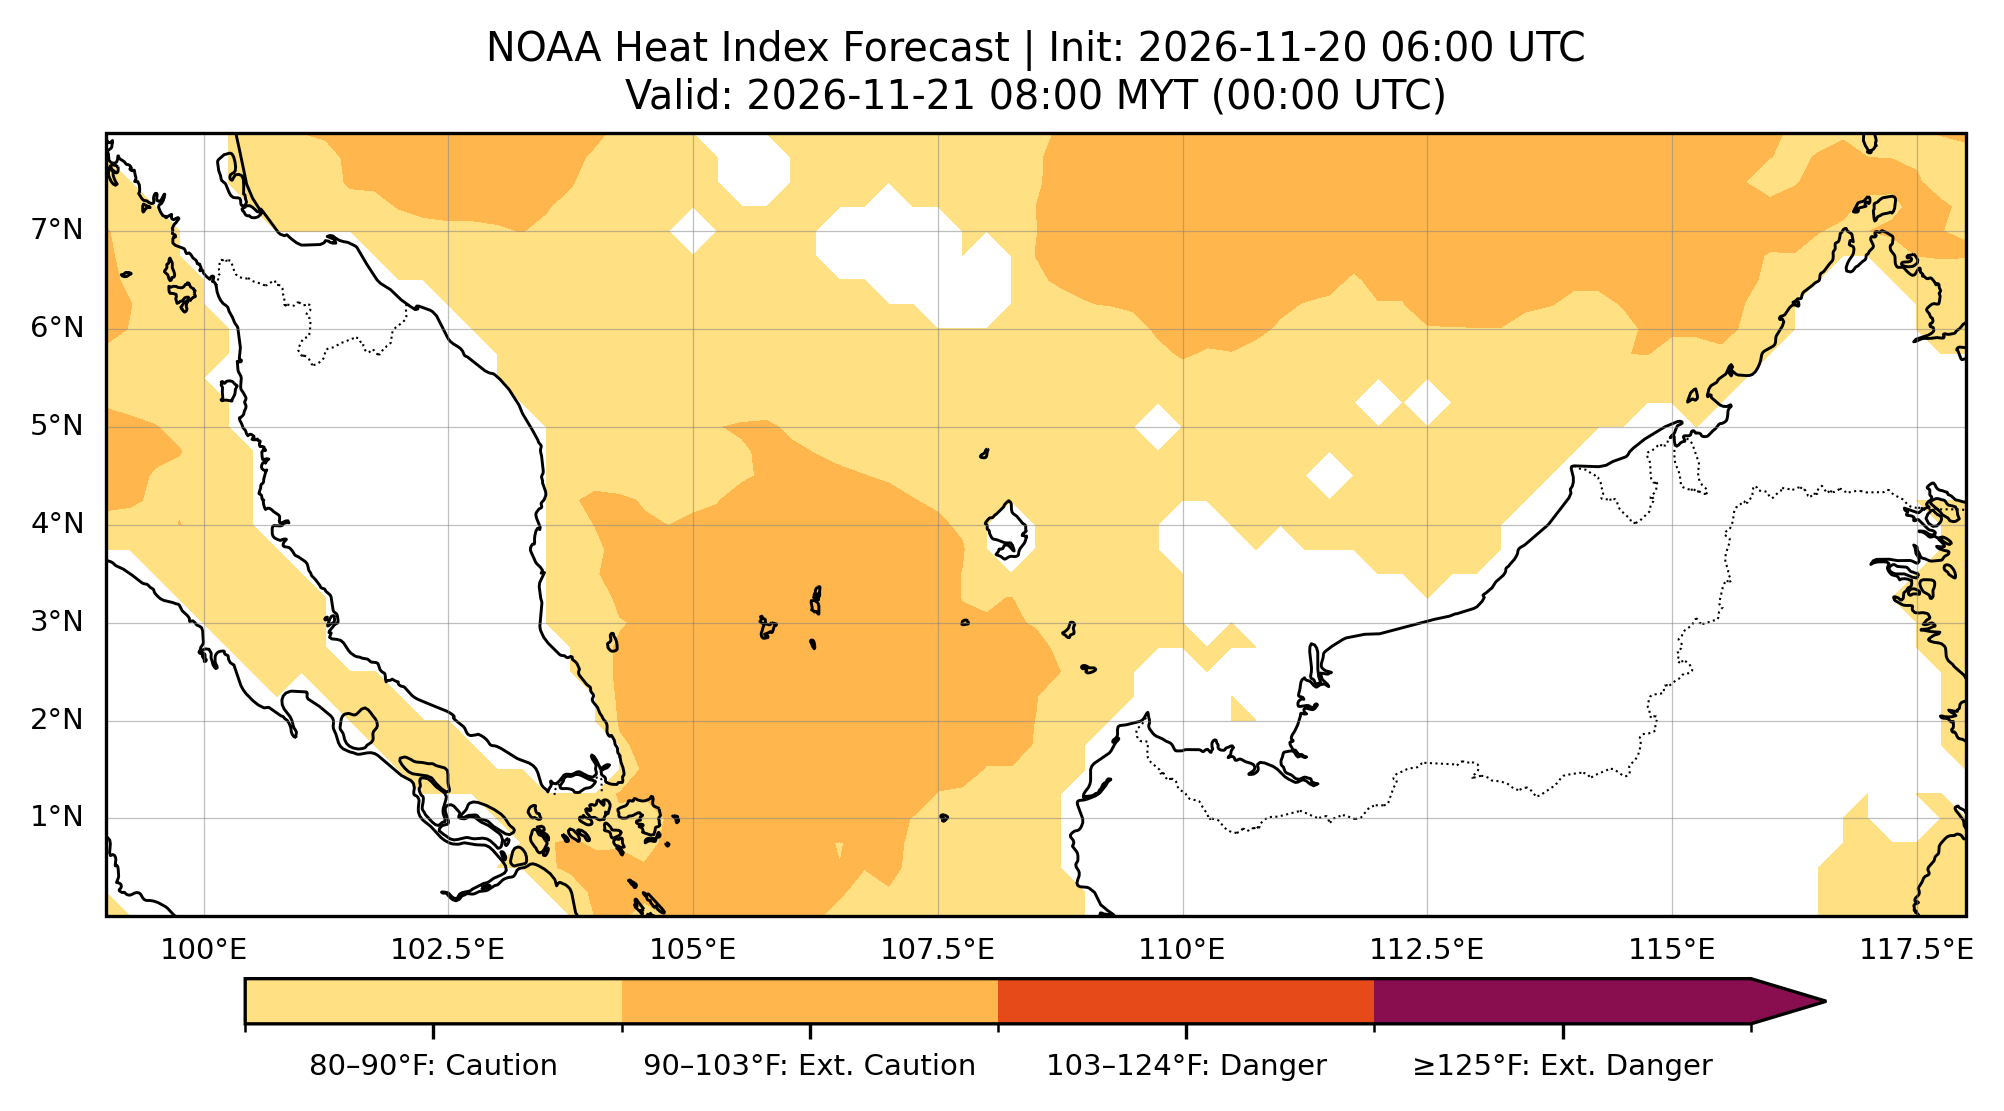 NOAA Heat Index Forecast | Init: 2026-11-20 06:00 UTC
Valid: 2026-11-21 08:00 MYT (00:00 UTC)
7°N
6°N
5°N
4°N
3°N
2°N
1°N
100°E 102.5°E 105°E 107.5°E 110°E 112.5°E 115°E 117.5°E
80–90°F: Caution 90–103°F: Ext. Caution 103–124°F: Danger ≥125°F: Ext. Danger